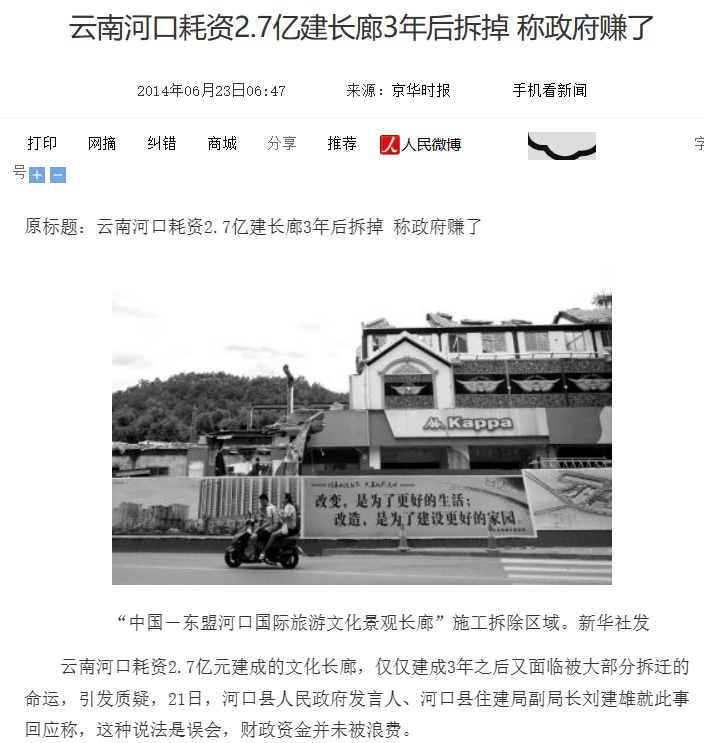 云南河口耗资2.7亿建长廊3年后拆掉 称政府赚了
2014年06月23日06:47 来源：京华时报 手机看新闻
打印 网摘 纠错 商城 分享 推荐 人民微博 字
号
原标题：云南河口耗资2.7亿建长廊3年后拆掉 称政府赚了
Kappa
改变，是为了更好的生活；
改造，是为了建设更好的家园。
“中国－东盟河口国际旅游文化景观长廊”施工拆除区域。新华社发
云南河口耗资2.7亿元建成的文化长廊，仅仅建成3年之后又面临被大部分拆迁的
命运，引发质疑，21日，河口县人民政府发言人、河口县住建局副局长刘建雄就此事
回应称，这种说法是误会，财政资金并未被浪费。